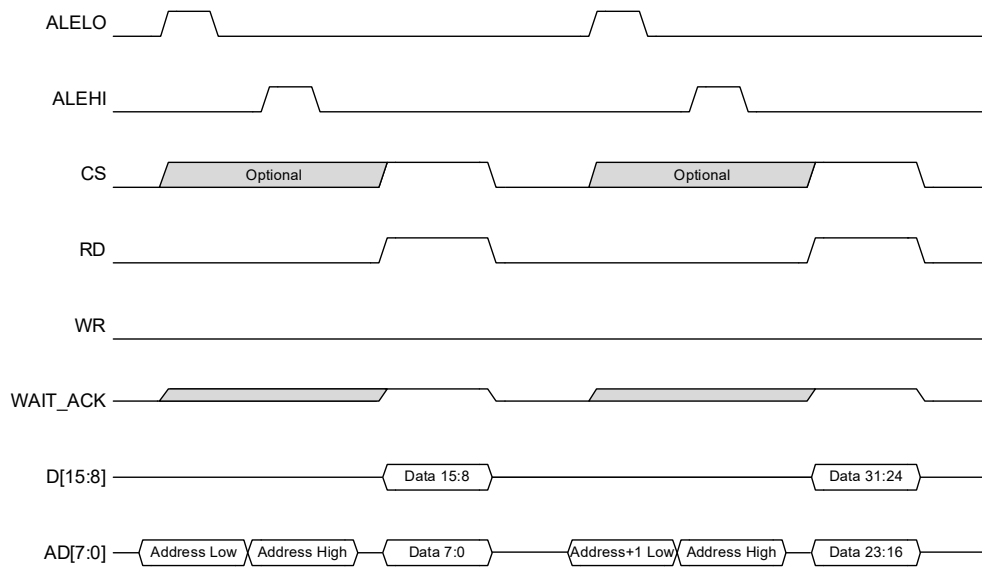 ALELO
ALEHI
CS Optional Optional
RD
WR
WAIT_ACK
D[15:8] Data 15:8 Data 31:24
AD[7:0] Address Low Address High Data 7:0 Address+1 Low Address High Data 23:16